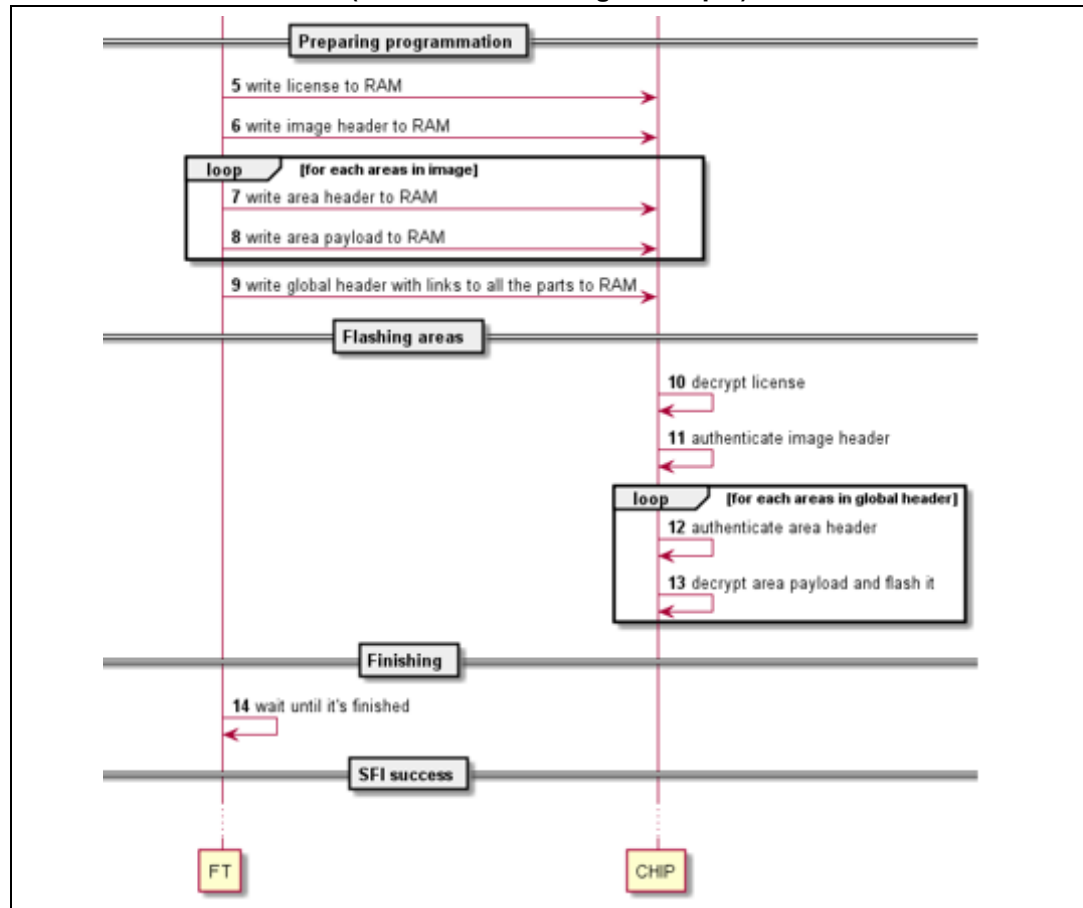 Preparing programmation
5 write license to RAM
6 write image header to RAM
loop [for each areas in image]
7 write area header to RAM
8 write area payload to RAM
9 write global header with links to all the parts to RAM
Flashing areas
10 decrypt license
11 authenticate image header
loop [for each areas in global header]
12 authenticate area header
13 decrypt area payload and flash it
Finishing
14 wait until it's finished
SFI success
FT CHIP